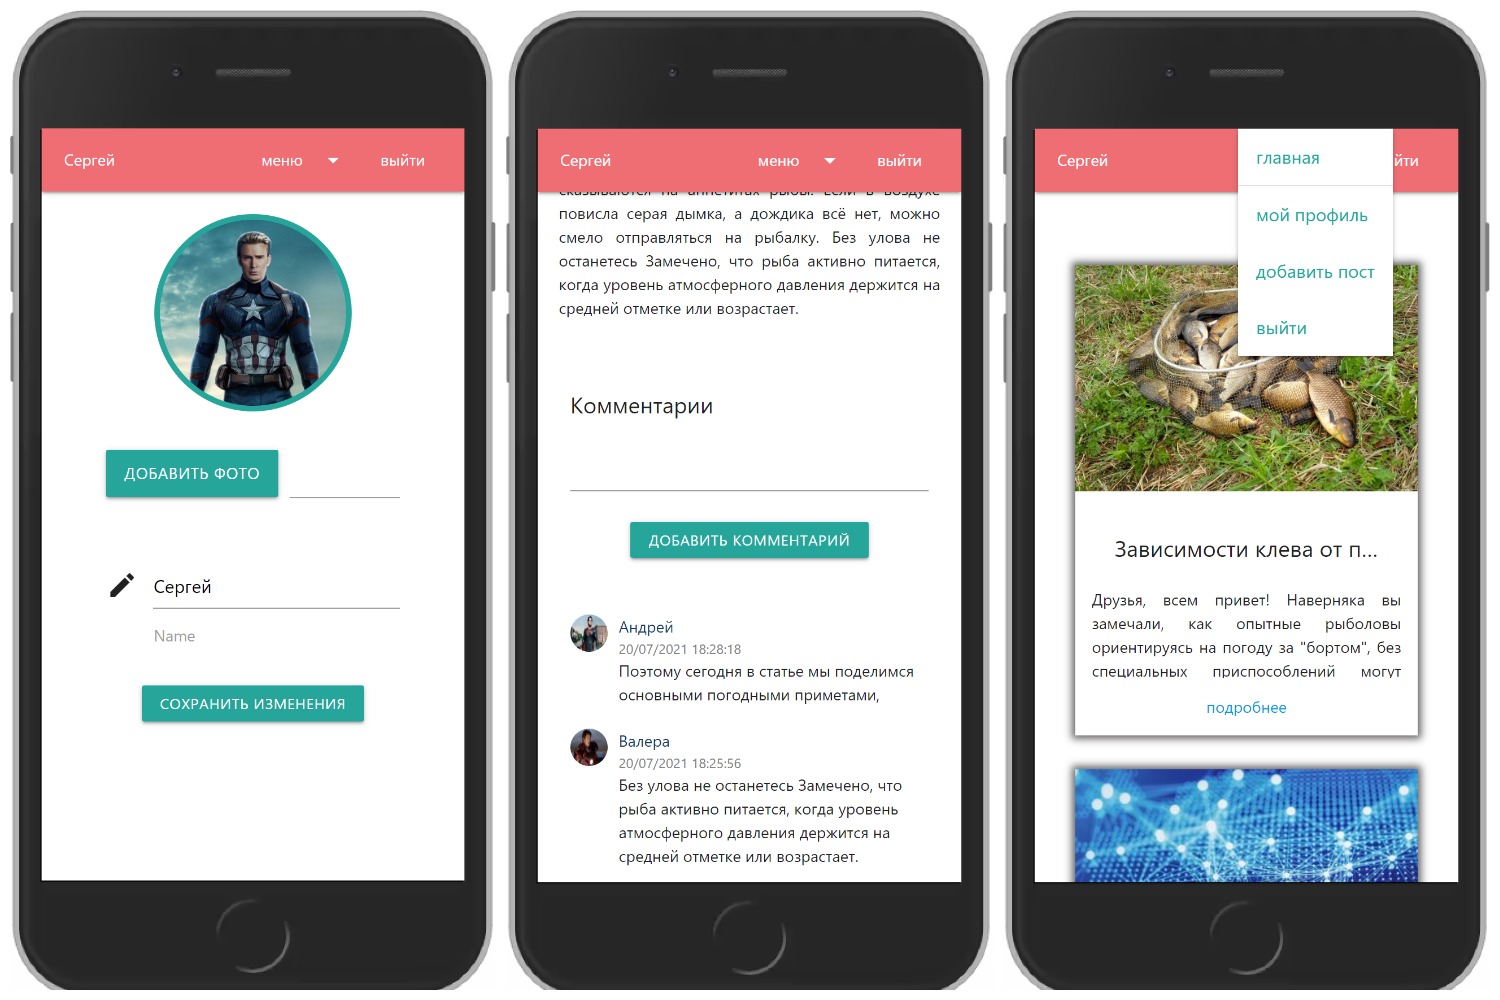 Сергей меню выйти
ДОБАВИТЬ ФОТО
Сергей
Name
СОХРАНИТЬ ИЗМЕНЕНИЯ
Сергей меню выйти
сказываются на аппетитах рыбы. Если в воздухе
повисла серая дымка, а дождика всё нет, можно
смело отправляться на рыбалку. Без улова не
останетесь Замечено, что рыба активно питается,
когда уровень атмосферного давления держится на
средней отметке или возрастает.
Комментарии
ДОБАВИТЬ КОММЕНТАРИЙ
Андрей
20/07/2021 18:28:18
Поэтому сегодня в статье мы поделимся
основными погодными приметами,
Валера
20/07/2021 18:25:56
Без улова не останетесь Замечено, что
рыба активно питается, когда уровень
атмосферного давления держится на
средней отметке или возрастает.
Сергей йти
главная
мой профиль
добавить пост
выйти
Зависимости клева от п...
Друзья, всем привет! Наверняка вы
замечали, как опытные рыболовы
ориентируясь на погоду за "бортом", без
специальных приспособлений могут
подробнее